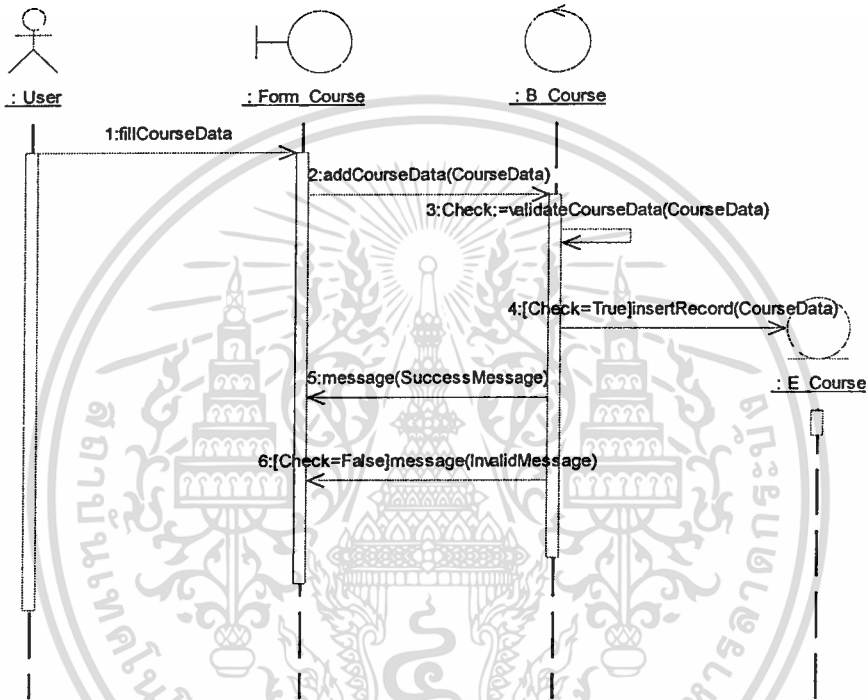 : User
: Form_Course
: B_Course
1:fillCourseData
2:addCourseData(CourseData)
3:Check:=validateCourseData(CourseData)
4:[Check=True]insertRecord(CourseData)
: E_Course
5:message(SuccessMessage)
6:[Check=False]message(InvalidMessage)